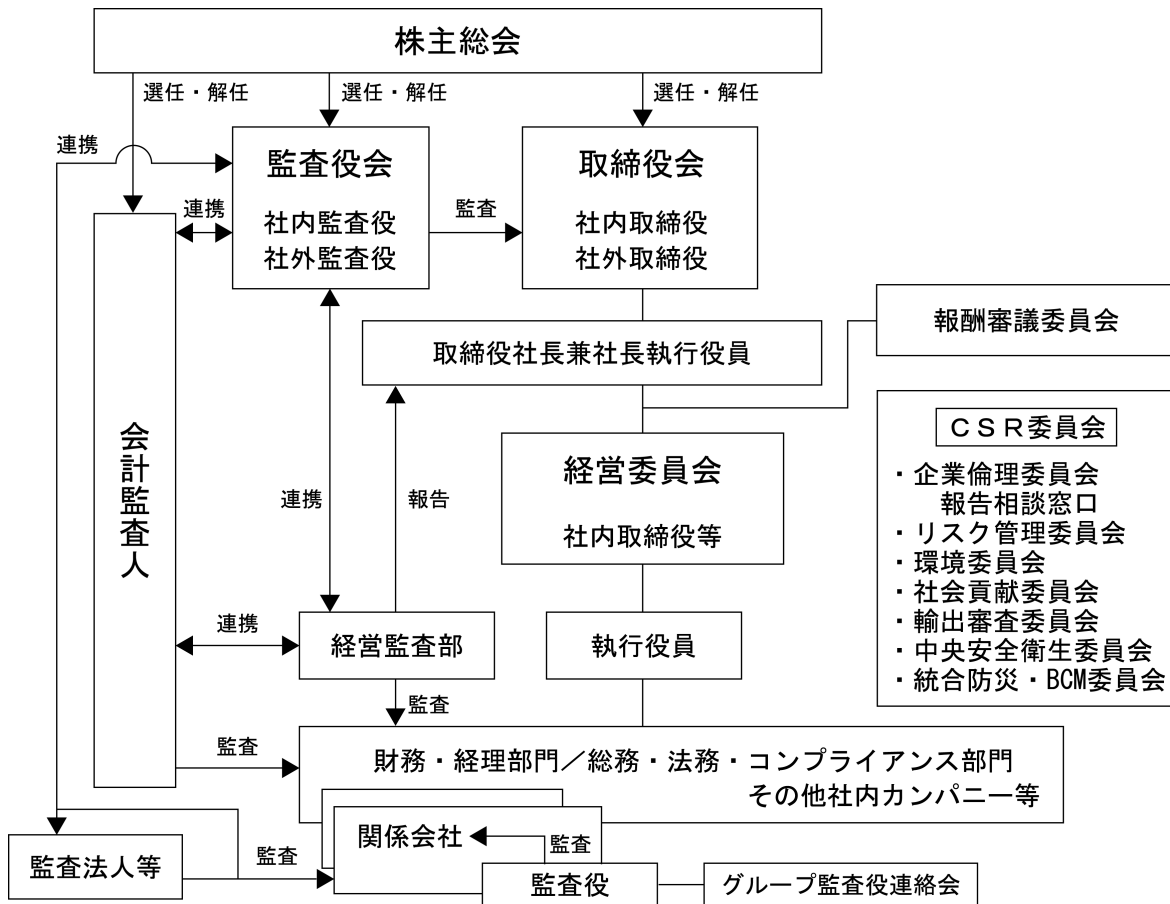 株主総会
選任・解任
選任・解任
選任・解任
連携
監査役会
社内監査役
社外監査役
連携
監査
取締役会
社内取締役
社外取締役
報酬審議委員会
取締役社長兼社長執行役員
CSR委員会
・企業倫理委員会
報告相談窓口
・リスク管理委員会
・環境委員会
・社会貢献委員会
・輸出審査委員会
・中央安全衛生委員会
・統合防災・BCM委員会
会計監査人
連携
報告
経営委員会
社内取締役等
連携
経営監査部
執行役員
監査
監査
財務・経理部門／総務・法務・コンプライアンス部門
その他社内カンパニー等
監査法人等
監査
関係会社
監査
監査役
グループ監査役連絡会